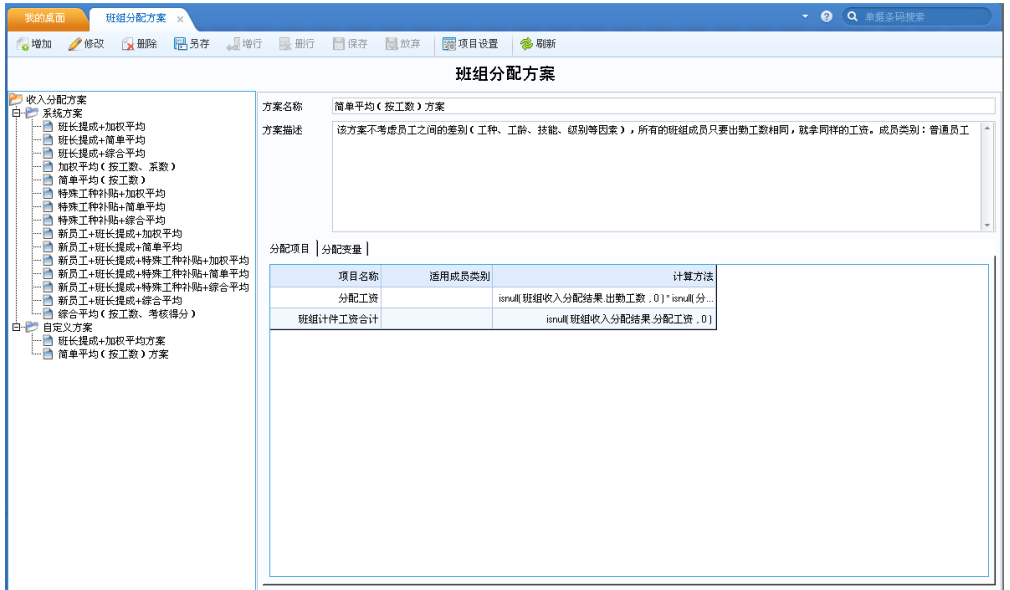 我的桌面 班组分配方案 × 单据条码搜索
增加 修改 删除 另存 增行 删行 保存 放弃 项目设置 刷新
班组分配方案
收入分配方案
系统方案
班长提成+加权平均
班长提成+简单平均
班长提成+综合平均
加权平均(按工数、系数)
简单平均(按工数)
特殊工种补贴+加权平均
特殊工种补贴+简单平均
特殊工种补贴+综合平均
新员工+班长提成+加权平均
新员工+班长提成+简单平均
新员工+班长提成+特殊工种补贴+加权平均
新员工+班长提成+特殊工种补贴+简单平均
新员工+班长提成+特殊工种补贴+综合平均
新员工+班长提成+综合平均
综合平均(按工数、考核得分)
自定义方案
班长提成+加权平均方案
简单平均(按工数)方案
方案名称 简单平均(按工数)方案
方案描述 该方案不考虑员工之间的差别(工种、工龄、技能、级别等因素),所有的班组成员只要出勤工数相同,就拿同样的工资。成员类别:普通员工
分配项目 分配变量
项目名称 适用成员类别 计算方法
分配工资 isnull(班组收入分配结果.出勤工数 , 0 ) * isnull(分...
班组计件工资合计 isnull( 班组收入分配结果.分配工资 , 0 )